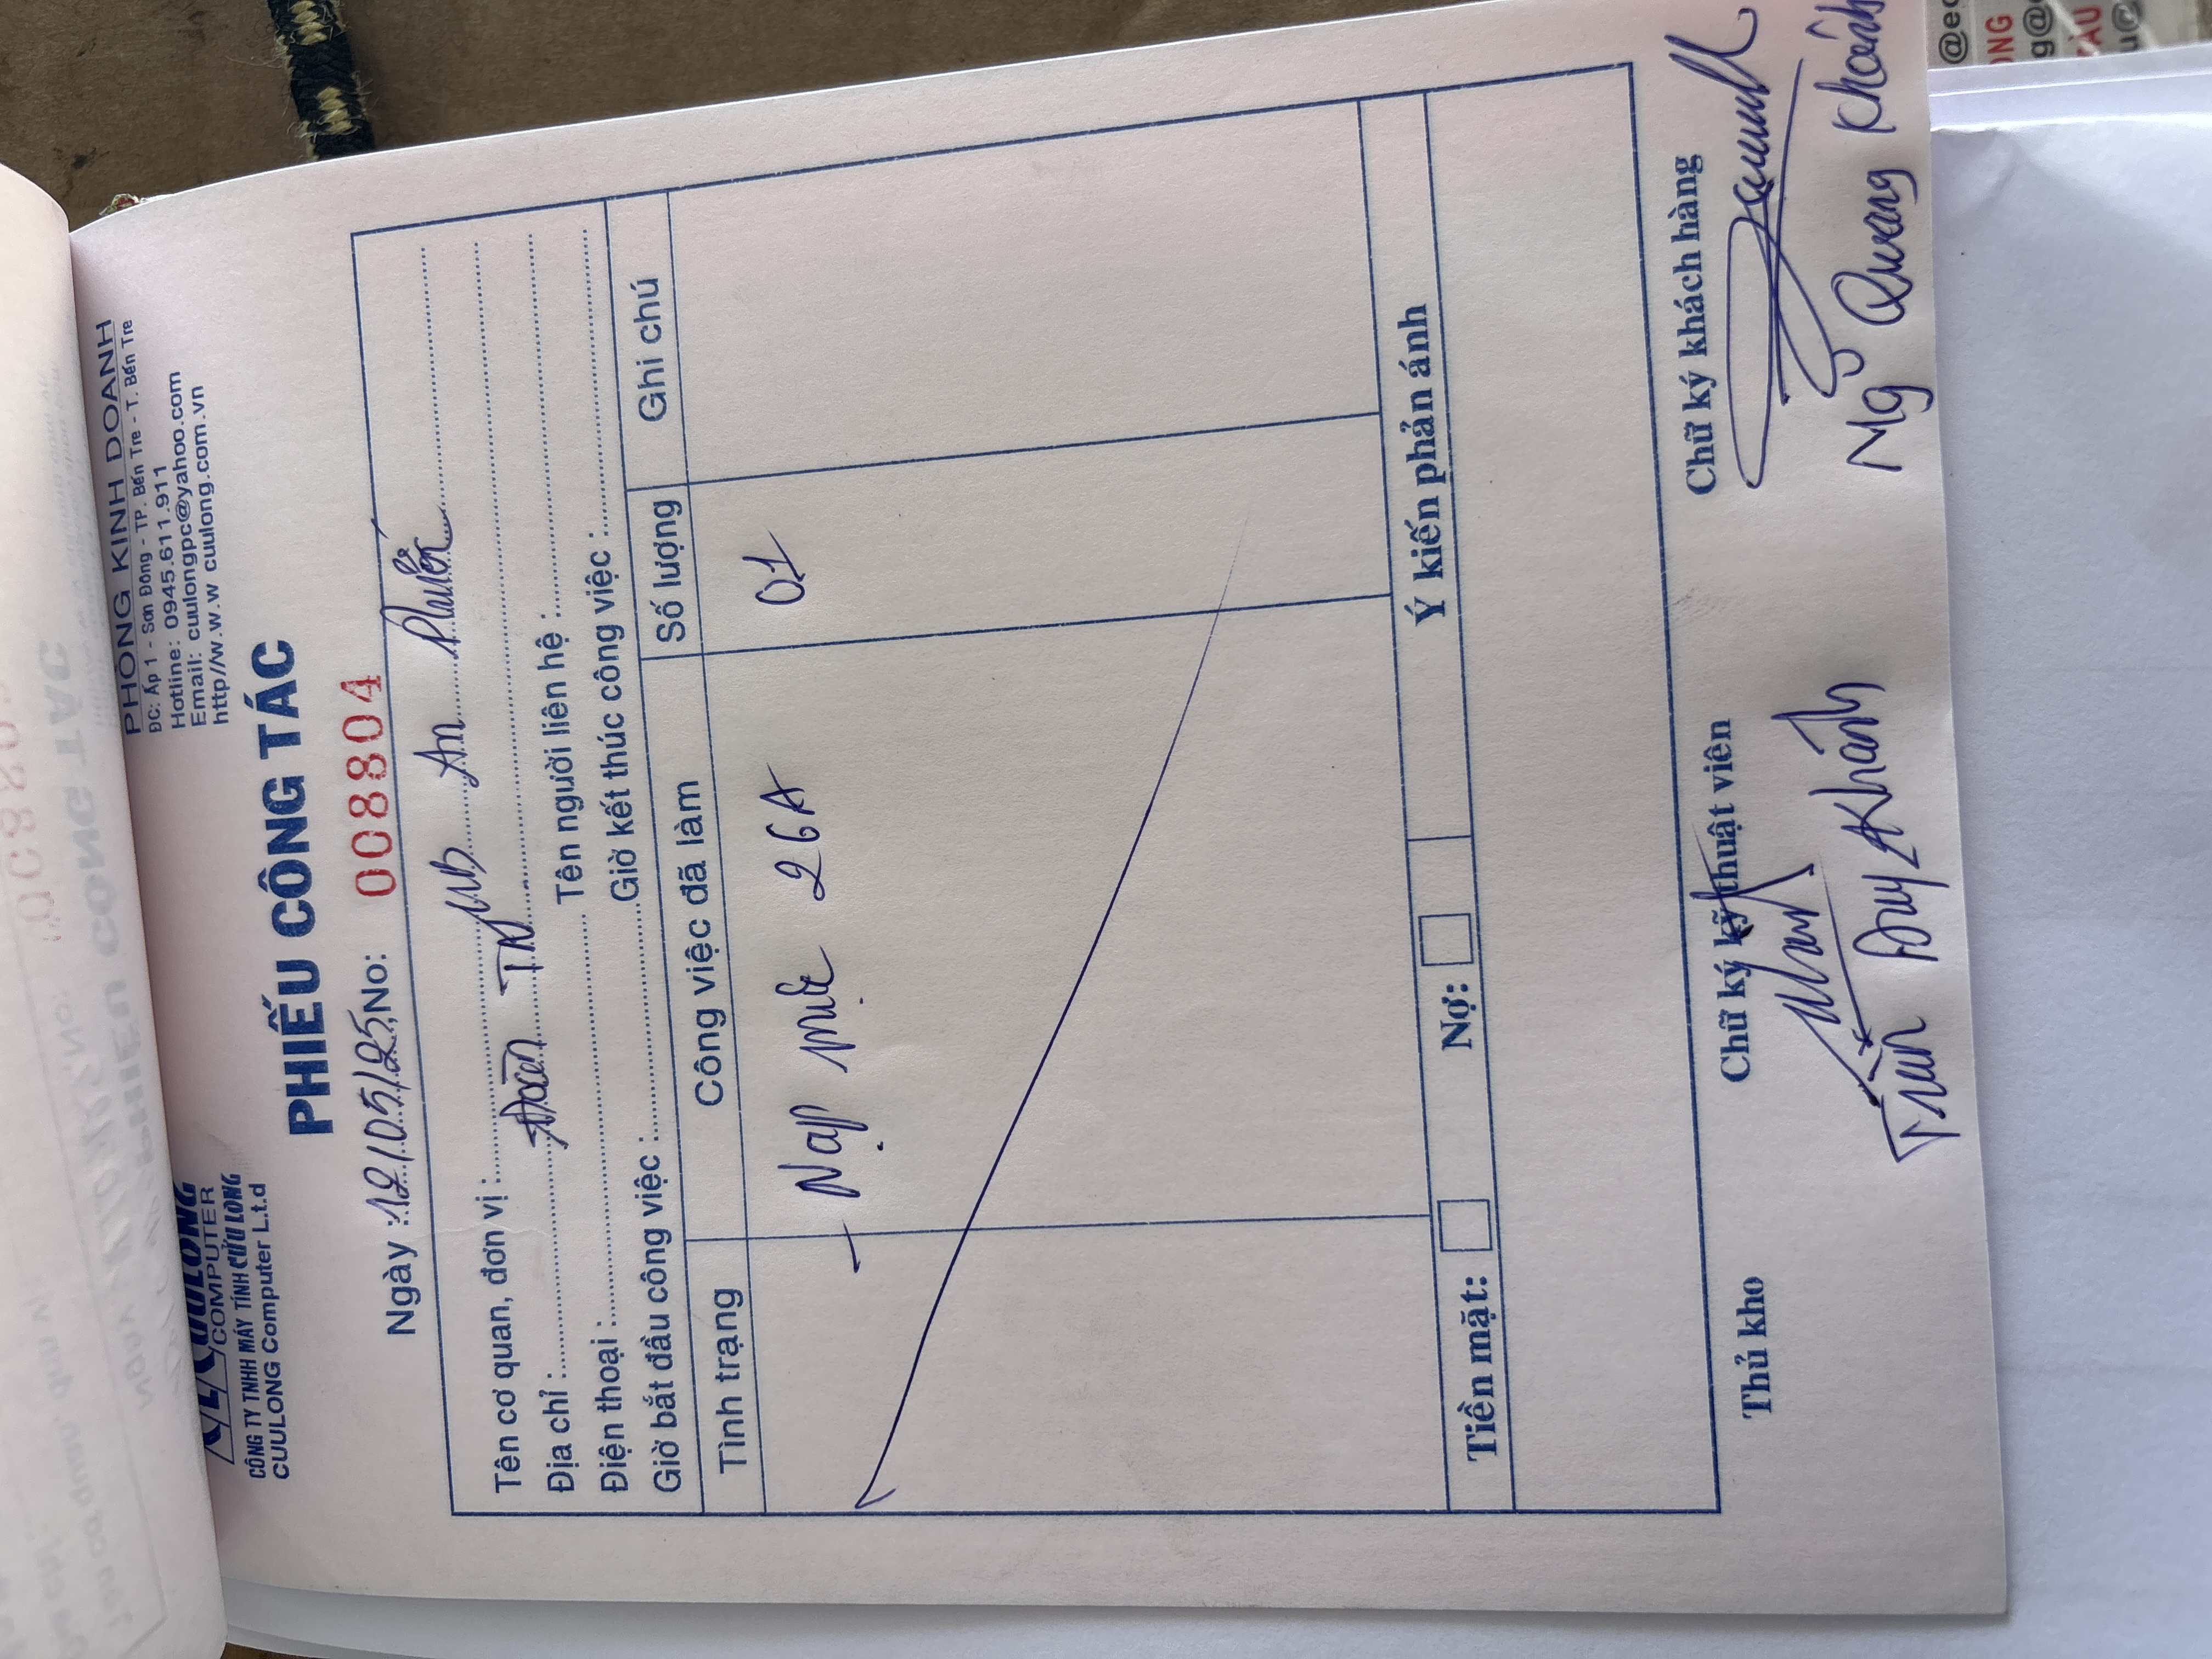 CUULONG
COMPUTER
CÔNG TY TNHH MÁY TÍNH CỬU LONG
CUULONG Computer L.t.d
PHÒNG KINH DOANH
ĐC: Ấp 1 - Sơn Đông - TP. Bến Tre - T. Bến Tre
Hotline: 0945.611.911
Email: cuulongpc@yahoo.com
http//w.w.w cuulong.com.vn
PHIẾU CÔNG TÁC
Ngày : 12/05/25 No: 008804
Tên cơ quan, đơn vị : UB An Phước
Địa chỉ : Đoàn TN
Điện thoại : Tên người liên hệ :
Giờ bắt đầu công việc : Giờ kết thúc công việc :
Tình trạng Công việc đã làm Số lượng Ghi chú
- Nạp mực 26A 01
Tiền mặt: Nợ: Ý kiến phản ánh
Thủ kho Chữ ký kỹ thuật viên Chữ ký khách hàng
Trần Duy Khánh
Ng Quang Khánh